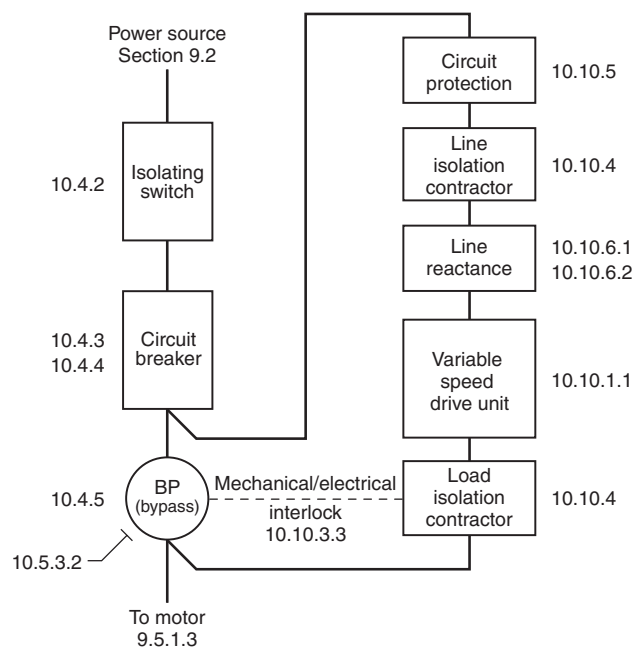 Power source
Section 9.2
10.4.2
Isolating
switch
10.4.3
10.4.4
Circuit
breaker
10.4.5
BP
(bypass)
10.5.3.2
To motor
9.5.1.3
Mechanical/electrical
interlock
10.10.3.3
Circuit
protection
10.10.5
Line
isolation
contractor
10.10.4
Line
reactance
10.10.6.1
10.10.6.2
Variable
speed
drive unit
10.10.1.1
Load
isolation
contractor
10.10.4